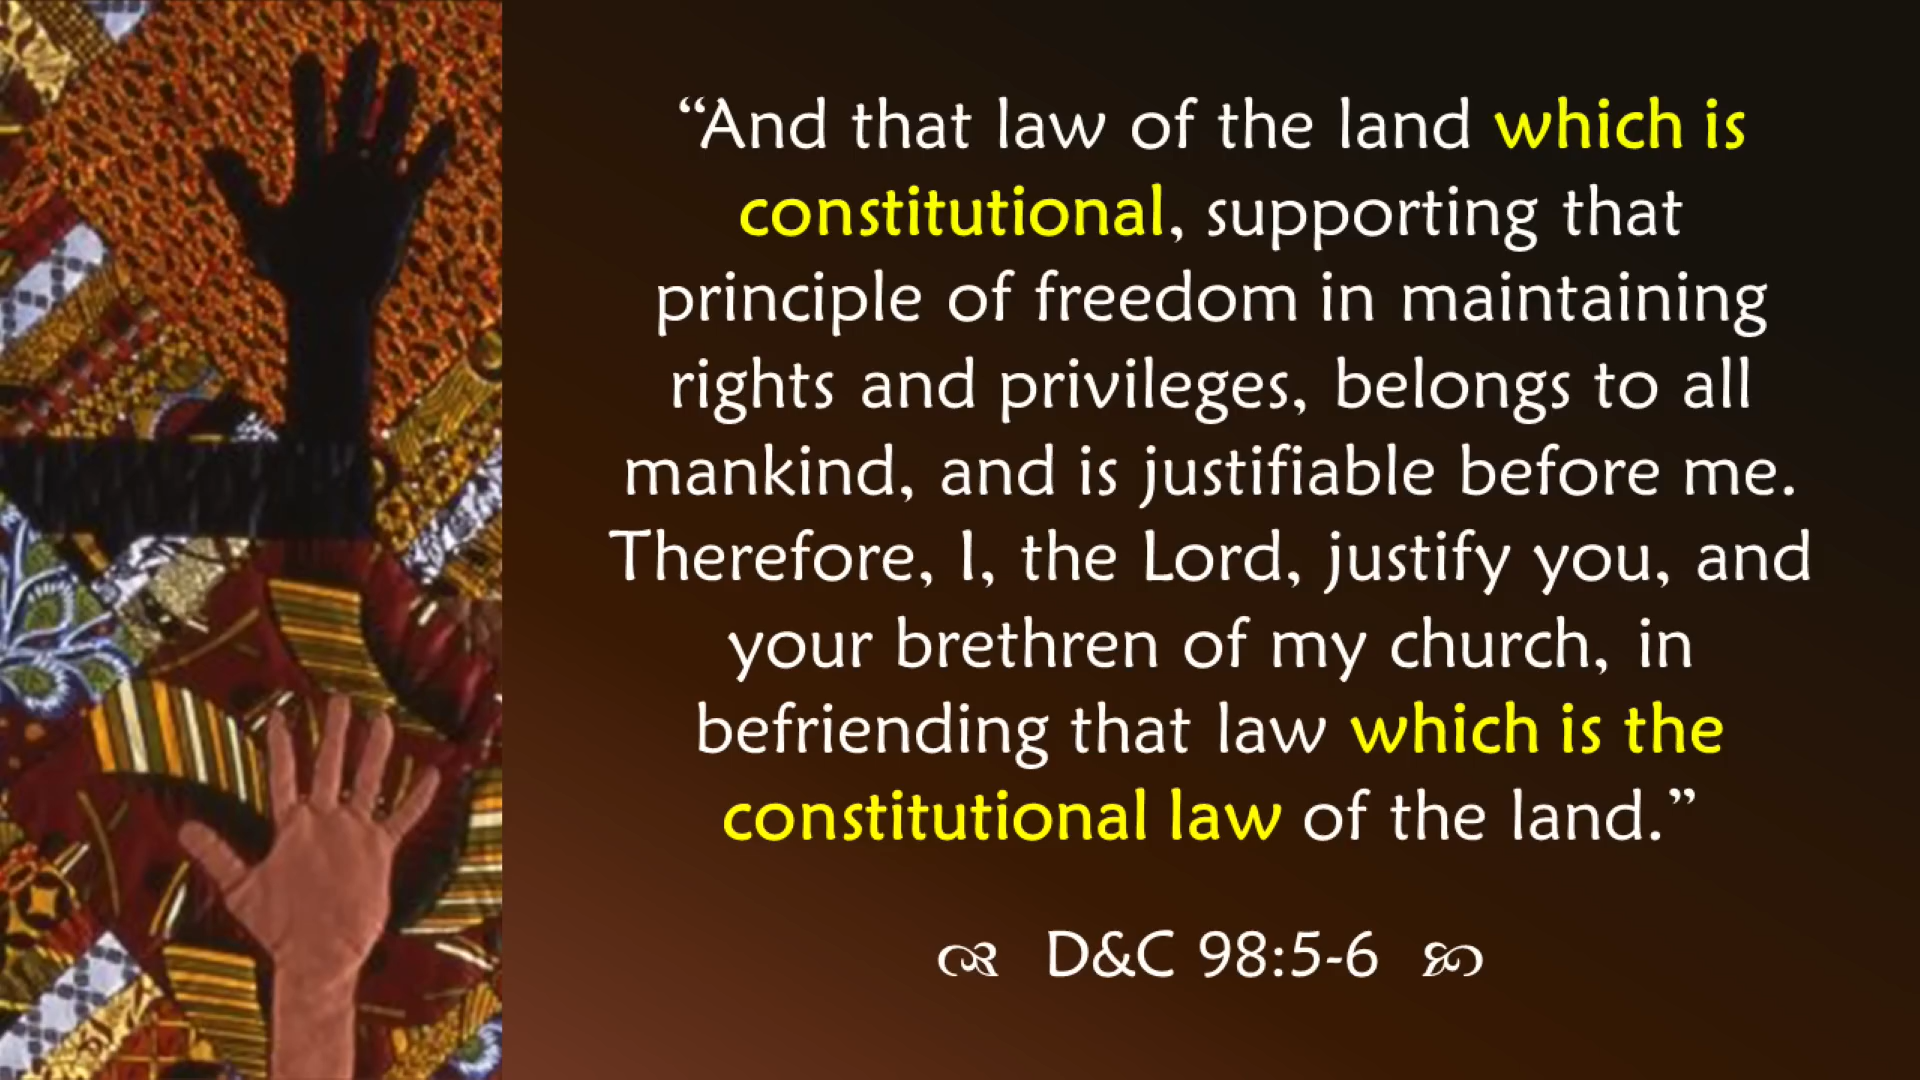 “And that law of the land which is
constitutional, supporting that
principle of freedom in maintaining
rights and privileges, belongs to all
mankind, and is justifiable before me.
Therefore, I, the Lord, justify you, and
your brethren of my church, in
befriending that law which is the
constitutional law of the land.”
D&C 98:5-6